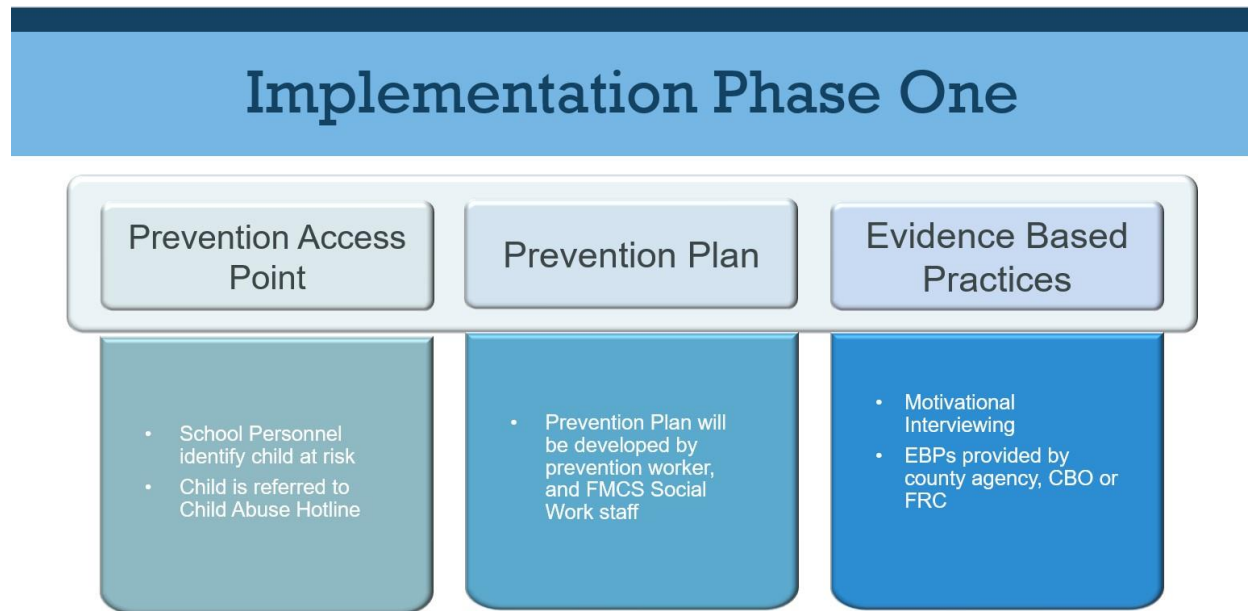 Implementation Phase One
Prevention Access
Point
Prevention Plan
Evidence Based
Practices
• School Personnel
identify child at risk
• Child is referred to
Child Abuse Hotline
• Prevention Plan will
be developed by
prevention worker,
and FMCS Social
Work staff
• Motivational
Interviewing
• EBPs provided by
county agency, CBO or
FRC